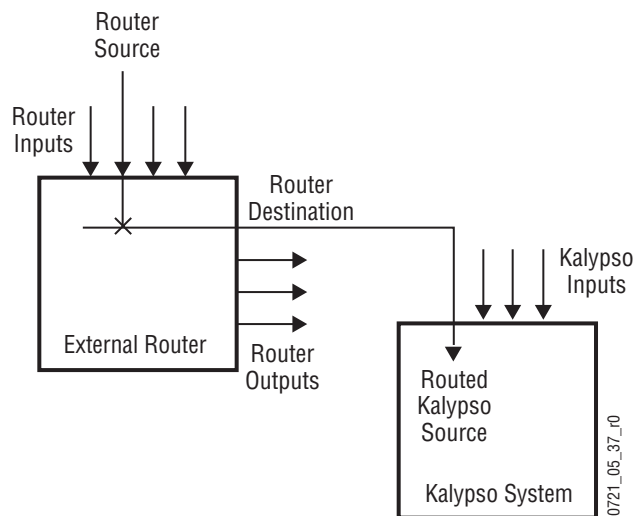 Router
Source
Router
Inputs
Router
Destination
Kalypso
Inputs
External Router
Router
Outputs
Routed
Kalypso
Source
Kalypso System
0721_05_37_r0